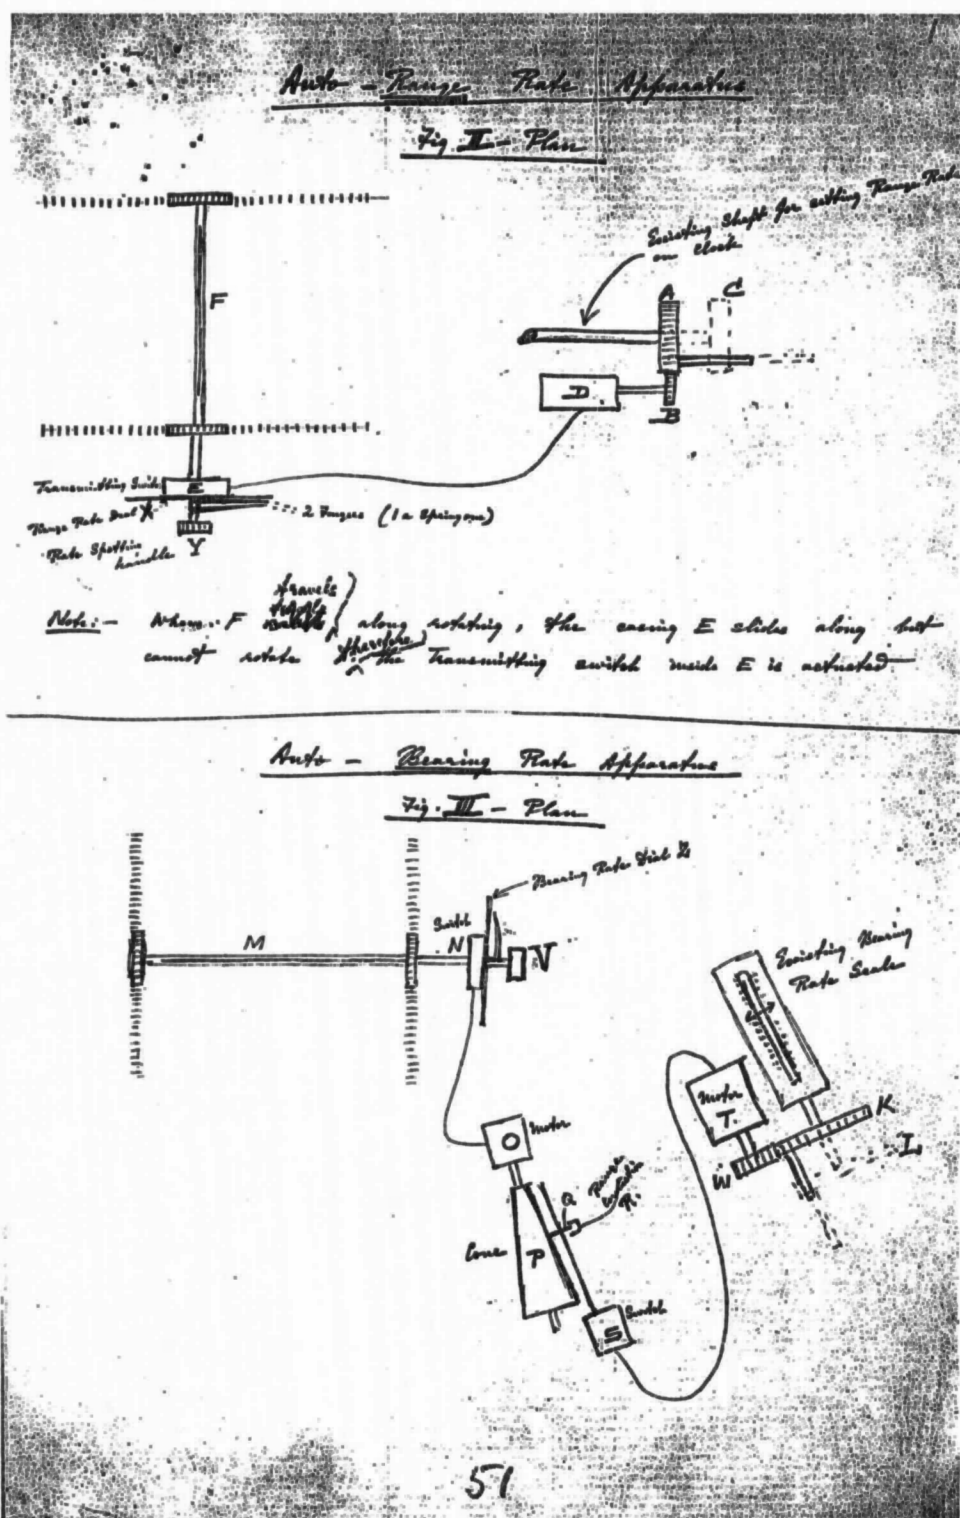 1
Auto - Range Rate Apparatus
Fig. II - Plan
Existing Shaft for setting Range Rate
on Clock
F
A
C
D
B
Transmitting Switch
E
Range Rate Dial X
2 Fingers (1 a Spring one)
Rate Spotting
handle
Y
travels
Note:- When F along rotating, the casing E slides along but
therefore
cannot rotate ∴ the Transmitting switch inside E is actuated
Auto - Bearing Rate Apparatus
Fig. III - Plan
Bearing Rate Dial Z
Switch
M
N
V
Existing Bearing
Rate Scale
Motor
T.
K
L
W
O
Motor
Q
Range
R.
Cone
P
Switch
S
51